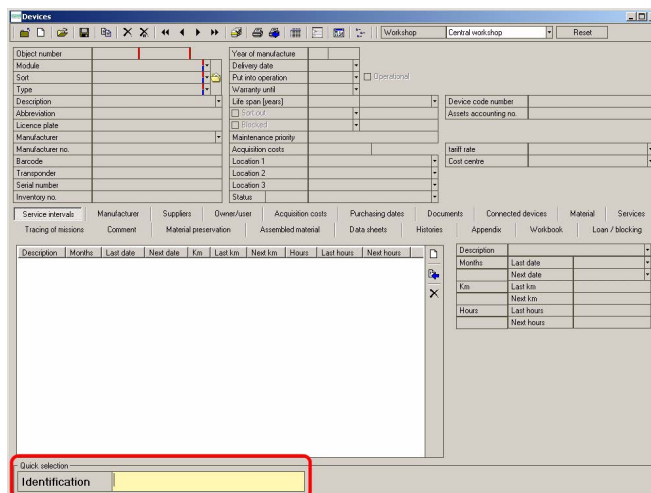 Devices
Workshop Central workshop Reset
Object number
Module
Sort
Type
Description
Abbreviation
Licence plate
Manufacturer
Manufacturer no.
Barcode
Transponder
Serial number
Inventory no.
Year of manufacture
Delivery date
Put into operation Operational
Warranty until
Life span [years]
Sort out
Blocked
Maintenance priority
Acquisition costs
Location 1
Location 2
Location 3
Status
Device code number
Assets accounting no.
tariff rate
Cost centre
Service intervals Manufacturer Suppliers Owner/user Acquisition costs Purchasing dates Documents Connected devices Material Services
Tracing of missions Comment Material preservation Assembled material Data sheets Histories Appendix Workbook Loan / blocking
Description Months Last date Next date Km Last km Next km Hours Last hours Next hours
Description
Months Last date
Next date
Km Last km
Next km
Hours Last hours
Next hours
Quick selection
Identification